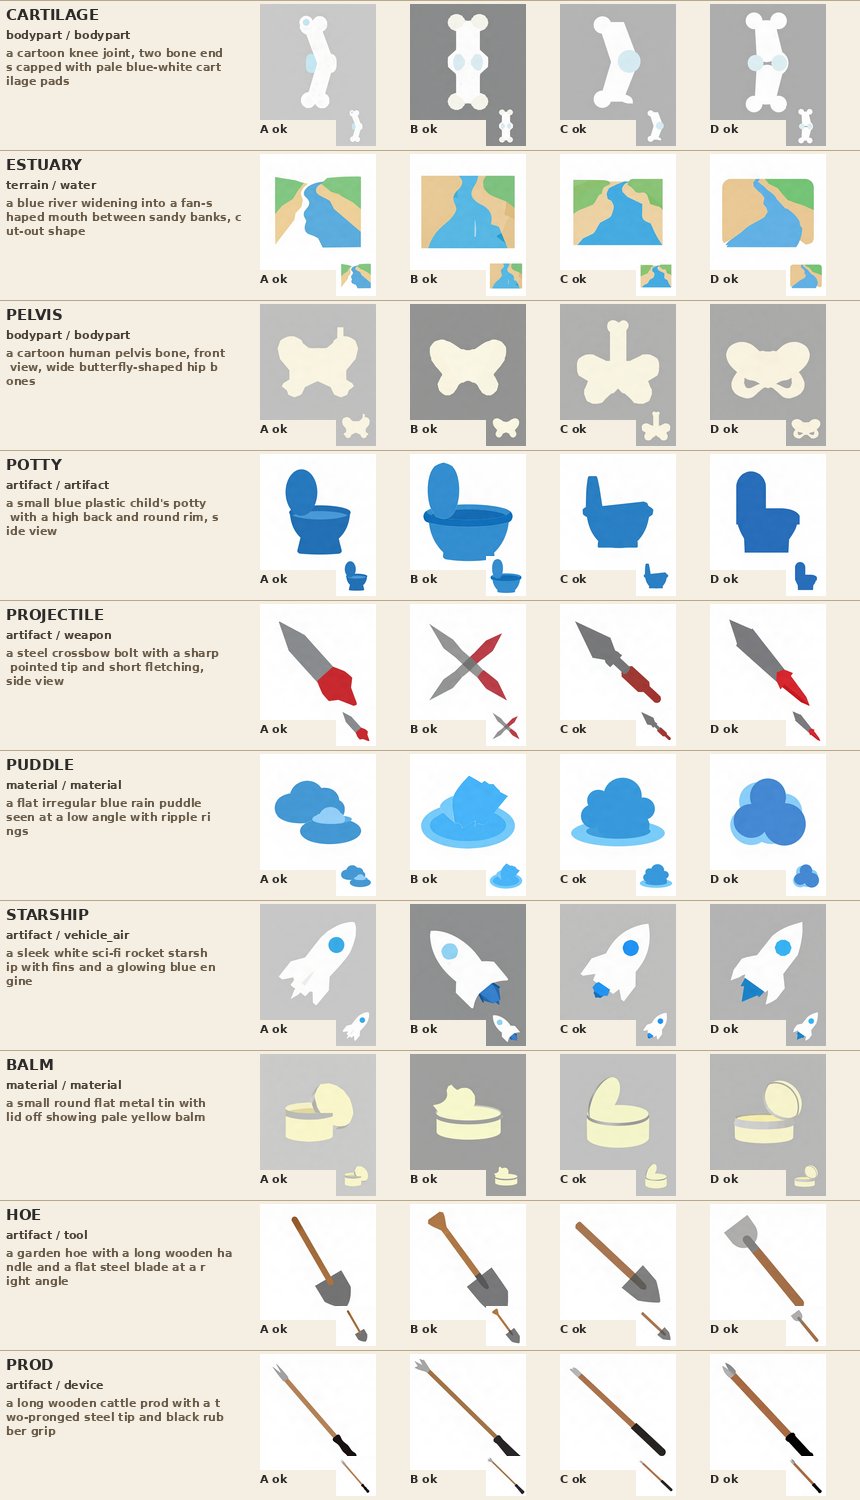 CARTILAGE
bodypart / bodypart
a cartoon knee joint, two bone end
s capped with pale blue-white cart
ilage pads
A ok
B ok
C ok
D ok
ESTUARY
terrain / water
a blue river widening into a fan-s
haped mouth between sandy banks, c
ut-out shape
A ok
B ok
C ok
D ok
PELVIS
bodypart / bodypart
a cartoon human pelvis bone, front
view, wide butterfly-shaped hip b
ones
A ok
B ok
C ok
D ok
POTTY
artifact / artifact
a small blue plastic child's potty
with a high back and round rim, s
ide view
A ok
B ok
C ok
D ok
PROJECTILE
artifact / weapon
a steel crossbow bolt with a sharp
pointed tip and short fletching,
side view
A ok
B ok
C ok
D ok
PUDDLE
material / material
a flat irregular blue rain puddle
seen at a low angle with ripple ri
ngs
A ok
B ok
C ok
D ok
STARSHIP
artifact / vehicle_air
a sleek white sci-fi rocket starsh
ip with fins and a glowing blue en
gine
A ok
B ok
C ok
D ok
BALM
material / material
a small round flat metal tin with
lid off showing pale yellow balm
A ok
B ok
C ok
D ok
HOE
artifact / tool
a garden hoe with a long wooden ha
ndle and a flat steel blade at a r
ight angle
A ok
B ok
C ok
D ok
PROD
artifact / device
a long wooden cattle prod with a t
wo-pronged steel tip and black rub
ber grip
A ok
B ok
C ok
D ok